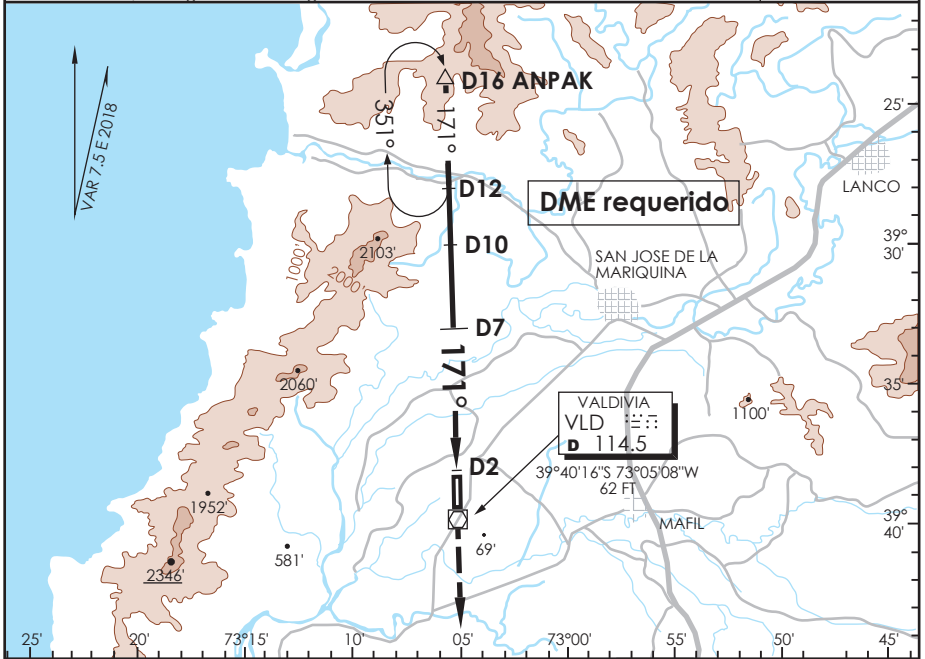 D16 ANPAK
351°
171°
VAR 7.5 E 2018
25'
LANCO
D12
DME requerido
D10
2103'
1000'
2000'
SAN JOSE DE LA
MARIQUINA
39°
30'
D7
171°
2060'
35'
1100'
VALDIVIA
VLD
D 114.5
39°40'16"S 73°05'08"W
62 FT
D2
1952'
MAFIL
39°
40'
69'
581'
2346'
25'
20'
73°15'
10'
05'
73°00'
55'
50'
45'